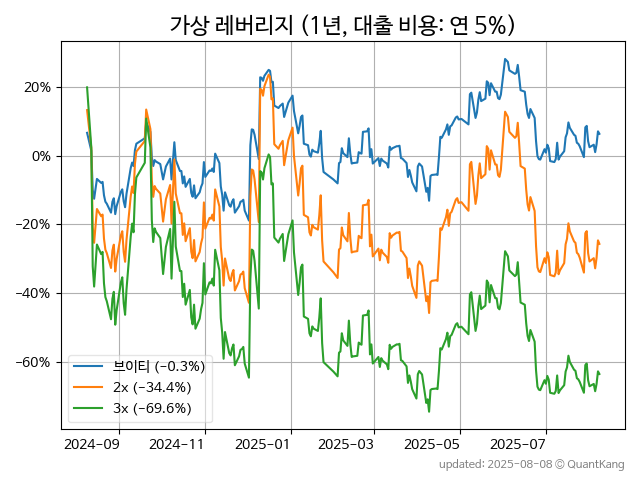 가상 레버리지 (1년, 대출 비용: 연 5%)
20%
0%
−20%
−40%
−60%
브이티 (−0.3%)
2x (−34.4%)
3x (−69.6%)
2024-09 2024-11 2025-01 2025-03 2025-05 2025-07
updated: 2025-08-08 © QuantKang